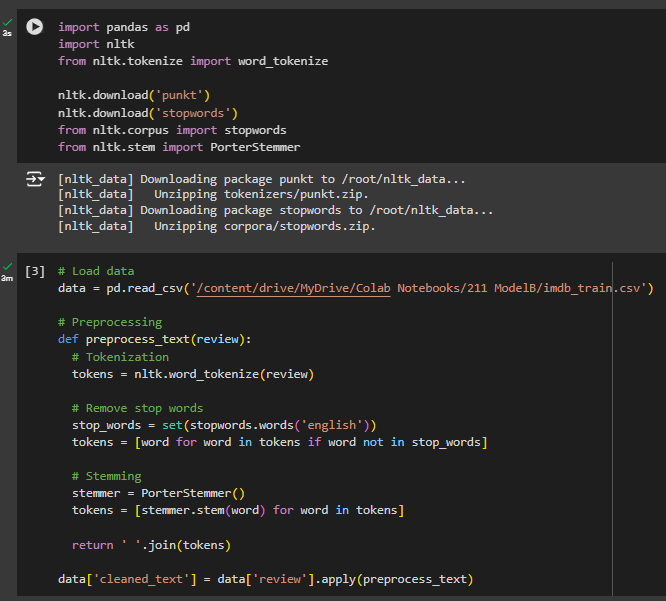 3s
import pandas as pd
import nltk
from nltk.tokenize import word_tokenize
nltk.download('punkt')
nltk.download('stopwords')
from nltk.corpus import stopwords
from nltk.stem import PorterStemmer
[nltk_data] Downloading package punkt to /root/nltk_data...
[nltk_data]   Unzipping tokenizers/punkt.zip.
[nltk_data] Downloading package stopwords to /root/nltk_data...
[nltk_data]   Unzipping corpora/stopwords.zip.
3m
[3] # Load data
data = pd.read_csv('/content/drive/MyDrive/Colab Notebooks/211 ModelB/imdb_train.csv')
# Preprocessing
def preprocess_text(review):
  # Tokenization
  tokens = nltk.word_tokenize(review)
  # Remove stop words
  stop_words = set(stopwords.words('english'))
  tokens = [word for word in tokens if word not in stop_words]
  # Stemming
  stemmer = PorterStemmer()
  tokens = [stemmer.stem(word) for word in tokens]
  return ' '.join(tokens)
data['cleaned_text'] = data['review'].apply(preprocess_text)